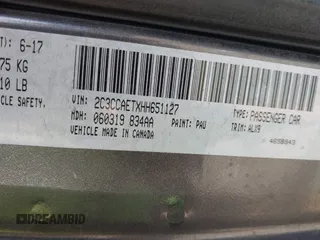 6-17
75 KG
10 LB
VEHICLE SAFETY.
VIN: 2C3CCAETXHH651127
TYPE: PASSENGER CAR
MDH: 060319 834AA
PAINT: PAU
TRIM: ALX9
VEHICLE MADE IN CANADA
DREAMBID